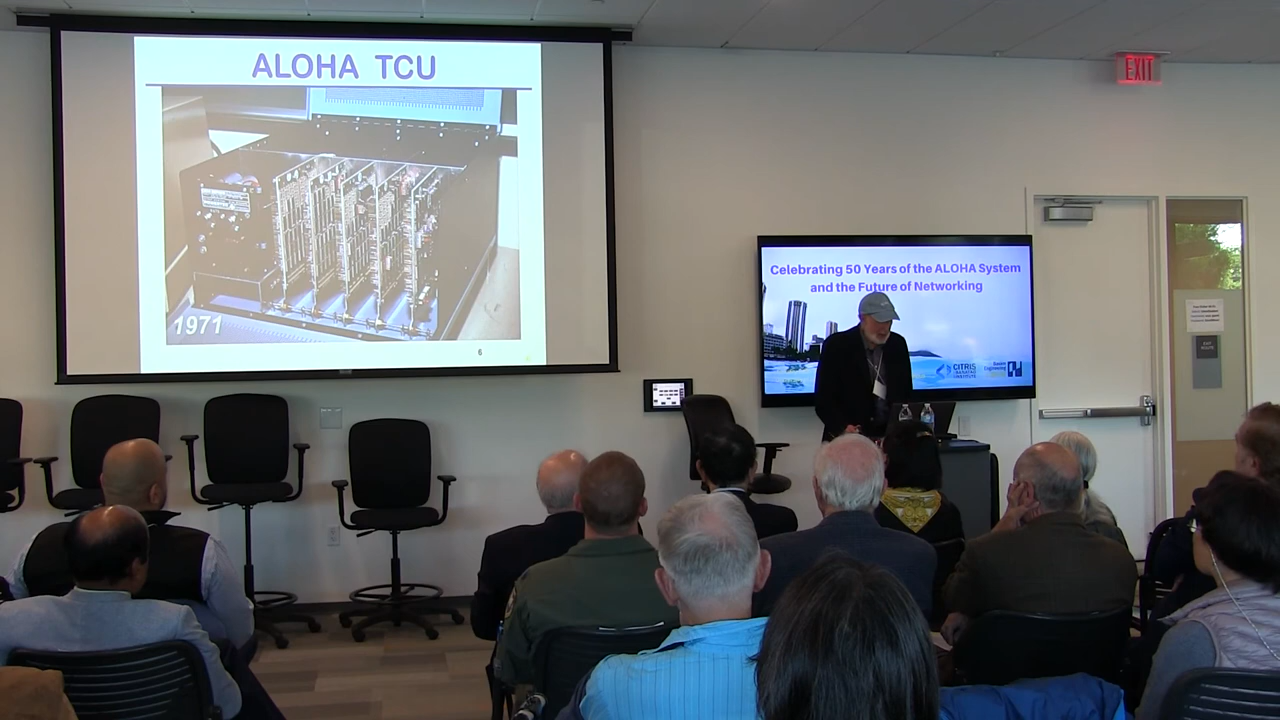 ALOHA TCU
1971
6
EXIT
Celebrating 50 Years of the ALOHA System
and the Future of Networking
CITRIS